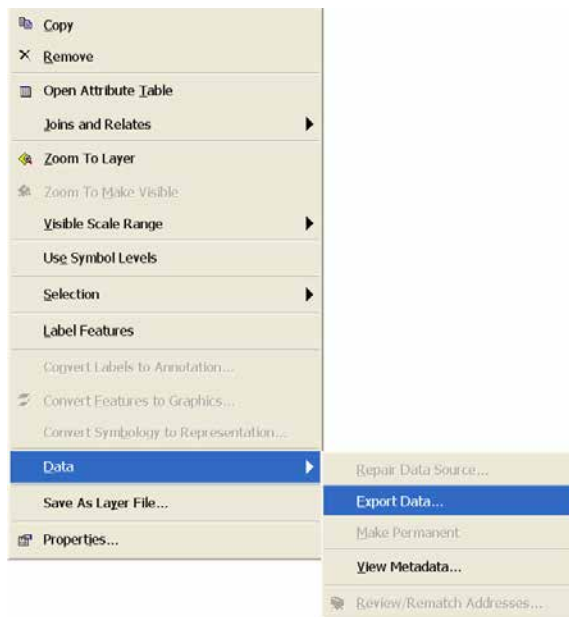 Copy
Remove
Open Attribute Table
Joins and Relates
Zoom To Layer
Zoom To Make Visible
Visible Scale Range
Use Symbol Levels
Selection
Label Features
Convert Labels to Annotation...
Convert Features to Graphics...
Convert Symbology to Representation...
Data
Save As Layer File...
Properties...
Repair Data Source...
Export Data...
Make Permanent
View Metadata...
Review/Rematch Addresses...